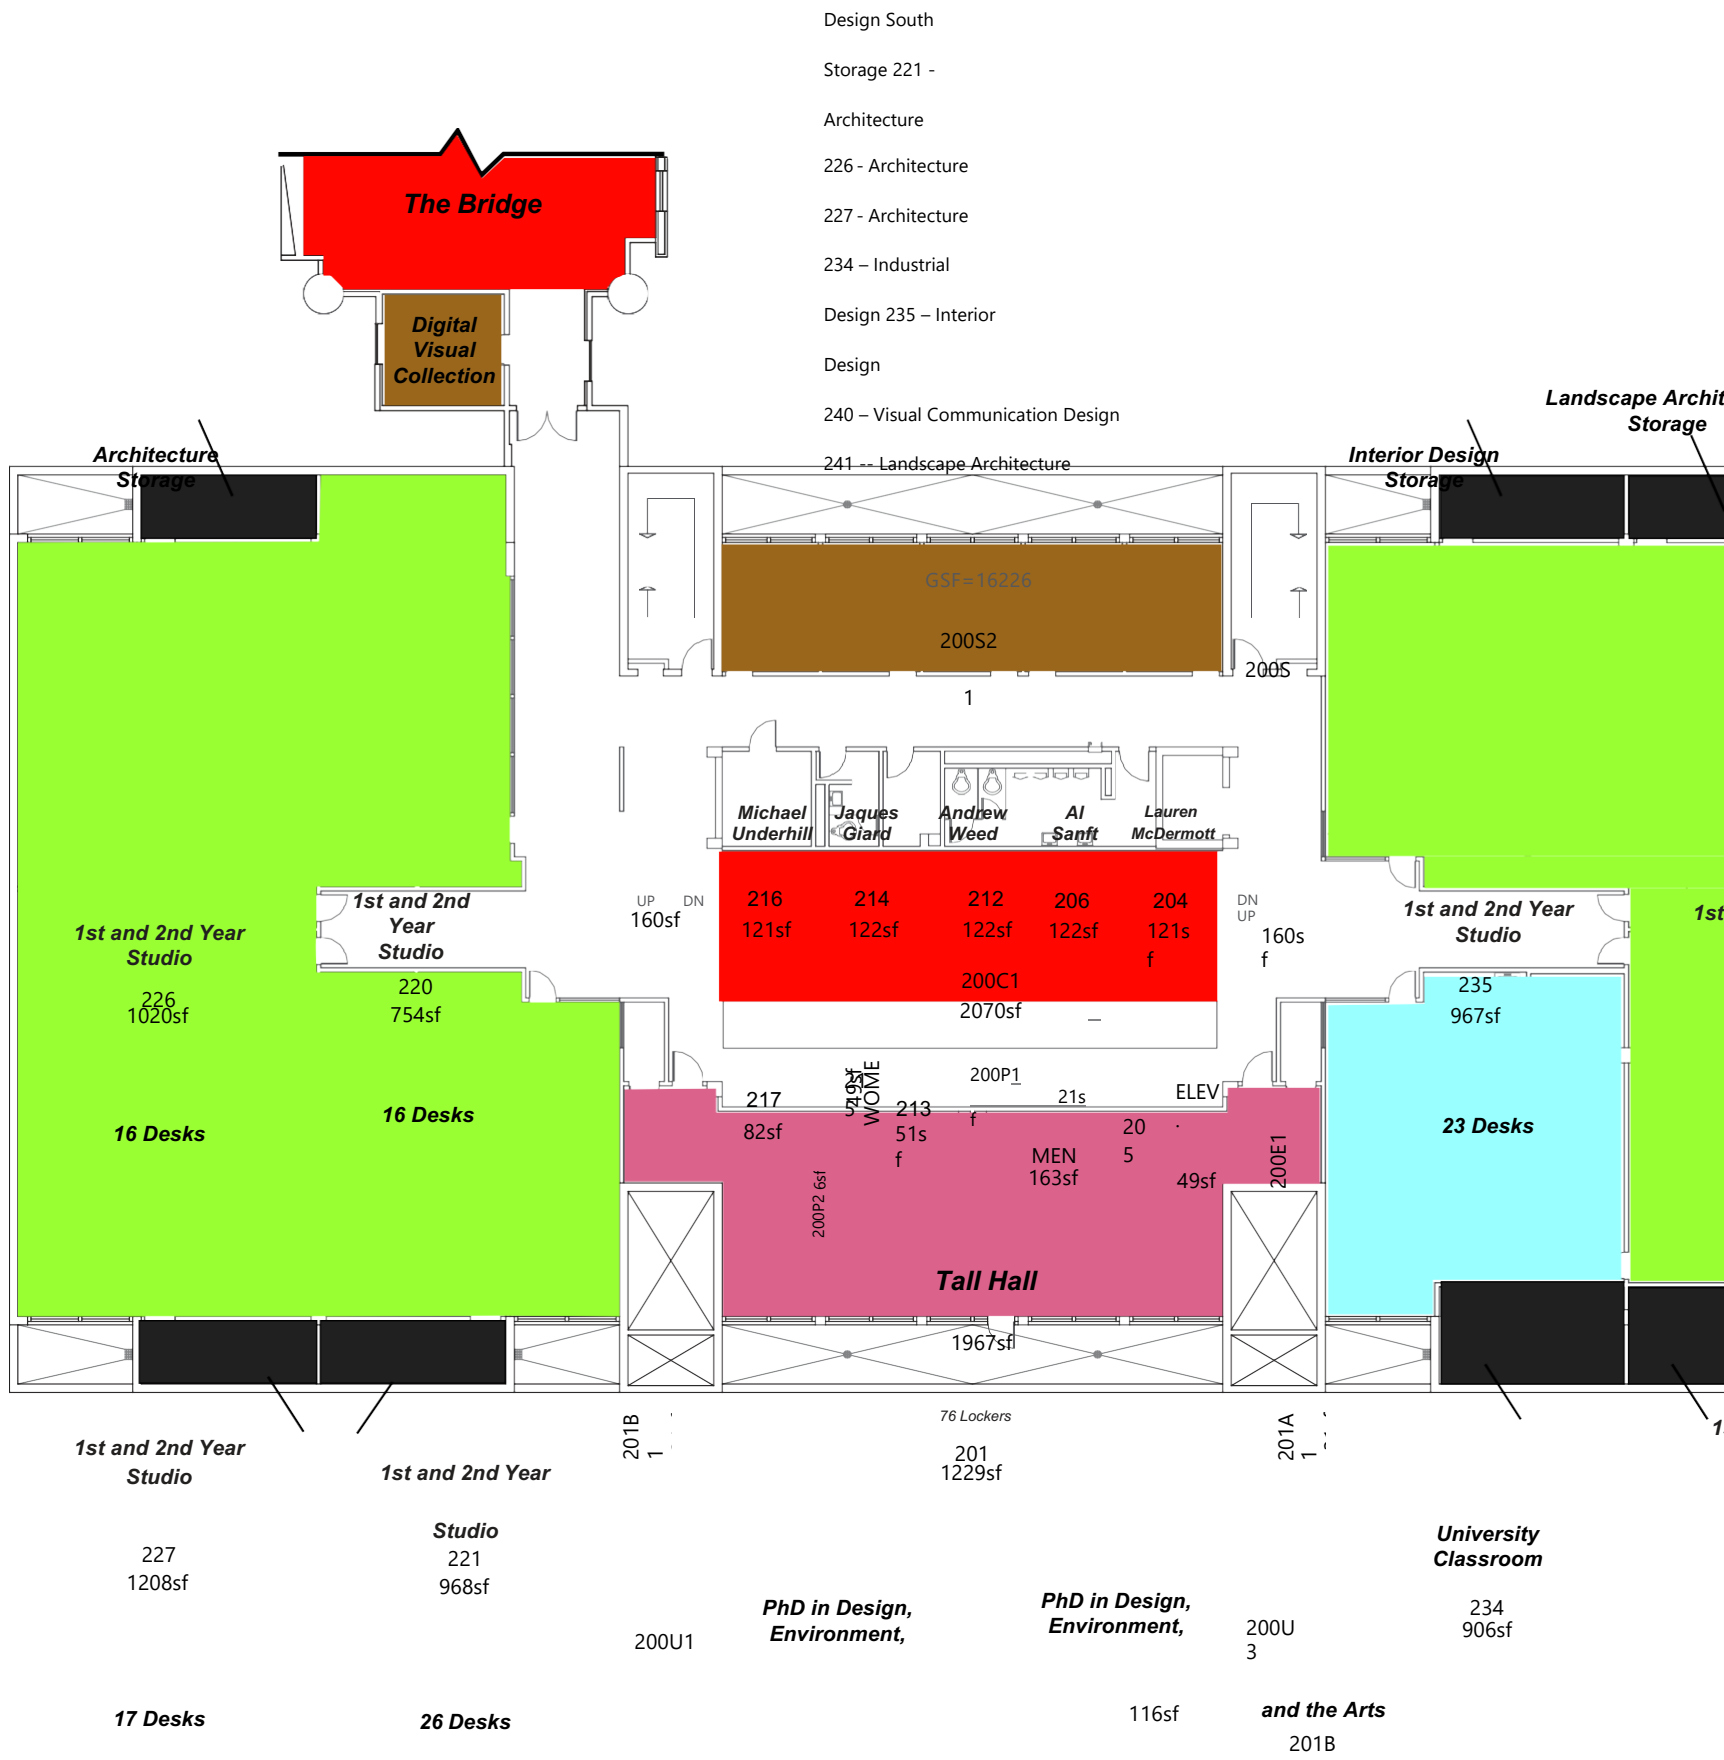 Design South
Storage 221 -
Architecture
226 - Architecture
227 - Architecture
234 – Industrial
Design 235 – Interior
Design
240 – Visual Communication Design
241 -- Landscape Architecture
The Bridge
Digital
Visual
Collection
Architecture
Storage
Interior Design
Storage
Landscape Archit
Storage
GSF=16226
200S2
200S
1
Michael
Underhill
Jaques
Giard
Andrew
Weed
Al
Sanft
Lauren
McDermott
216
121sf
214
122sf
212
122sf
206
122sf
204
121s
f
UP DN
160sf
DN
UP
160s
f
200C1
2070sf
1st and 2nd Year
Studio
226
1020sf
16 Desks
1st and 2nd
Year
Studio
220
754sf
16 Desks
1st and 2nd Year
Studio
235
967sf
23 Desks
1st
200P1
21s
f
ELEV
.
217
82sf
49sf
WOME
213
51s
f
MEN
163sf
20
5
49sf
200E1
200P2 6sf
Tall Hall
1967sf
76 Lockers
201
1229sf
201B
1
201A
1
1st and 2nd Year
Studio
227
1208sf
17 Desks
1st and 2nd Year
Studio
221
968sf
26 Desks
200U1
PhD in Design,
Environment,
PhD in Design,
Environment,
116sf
200U
3
and the Arts
201B
University
Classroom
234
906sf